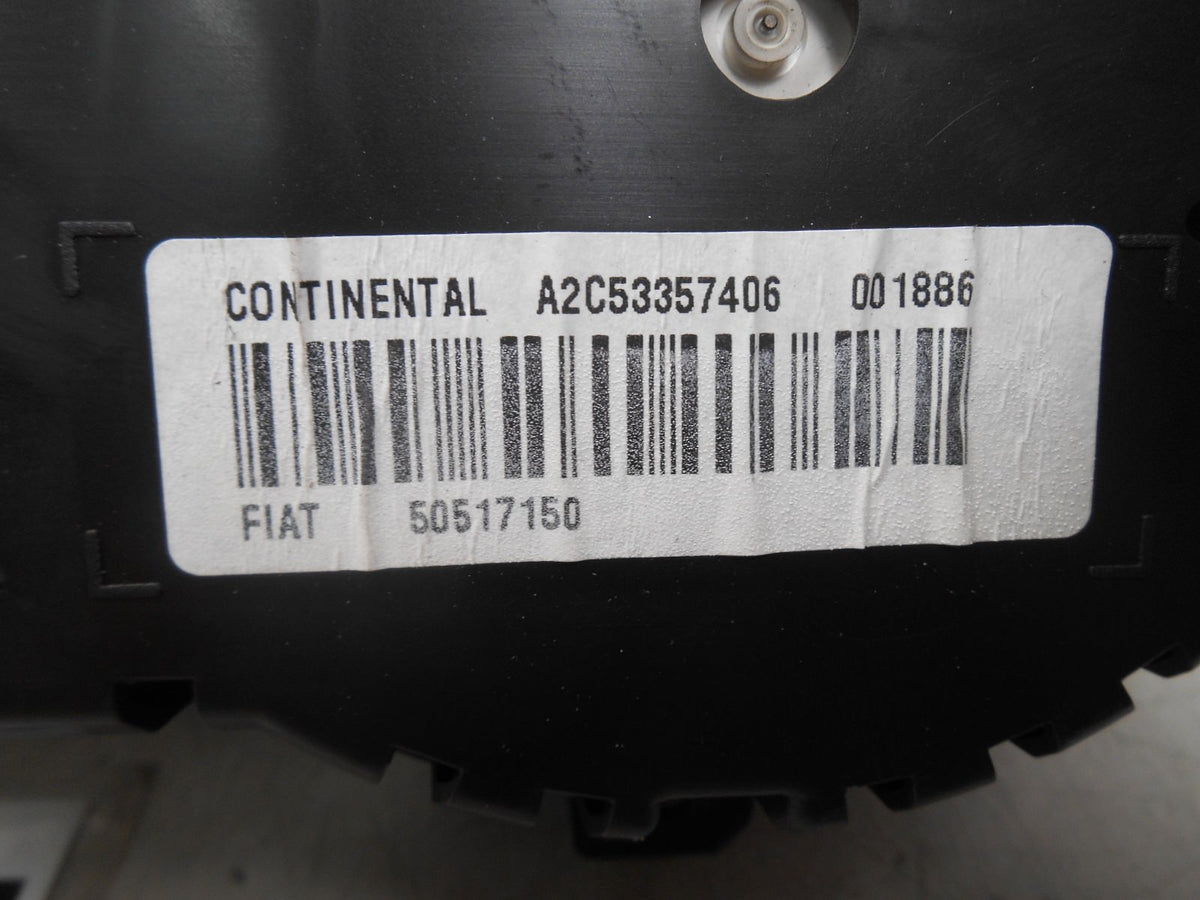 CONTINENTAL A2C53357406 001886
FIAT 50517150